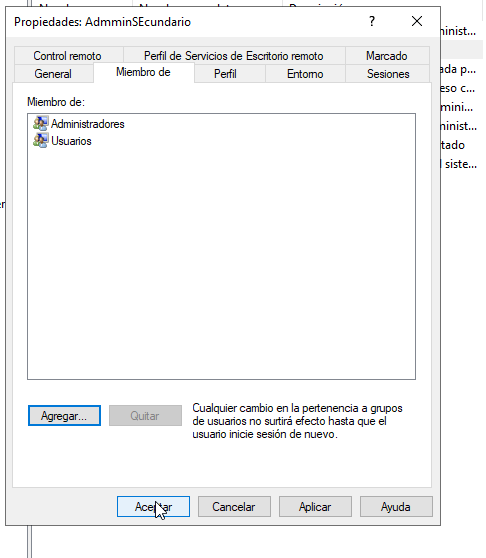 Propiedades: AdmminSEcundario
Control remoto
Perfil de Servicios de Escritorio remoto
Marcado
General
Miembro de
Perfil
Entorno
Sesiones
Miembro de:
Administradores
Usuarios
Agregar...
Quitar
Cualquier cambio en la pertenencia a grupos
de usuarios no surtirá efecto hasta que el
usuario inicie sesión de nuevo.
Aceptar
Cancelar
Aplicar
Ayuda